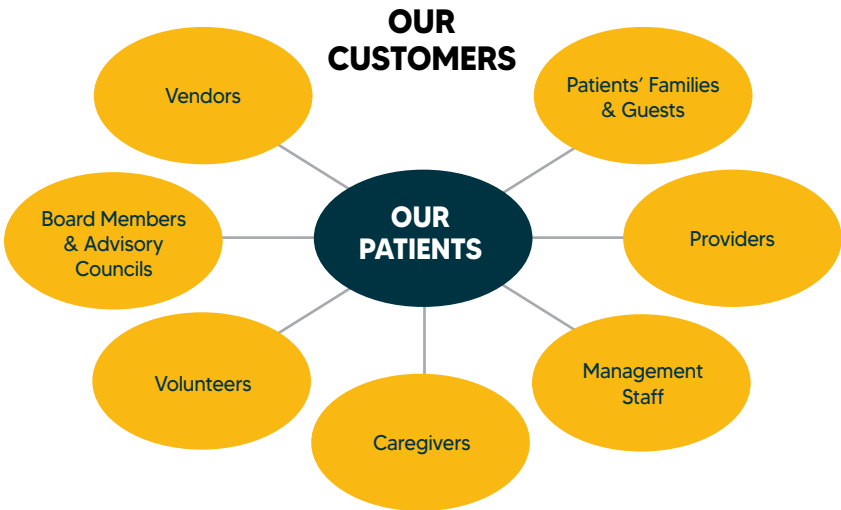 OUR
CUSTOMERS
Vendors
Patients’ Families
& Guests
Board Members
& Advisory
Councils
OUR
PATIENTS
Providers
Volunteers
Management
Staff
Caregivers